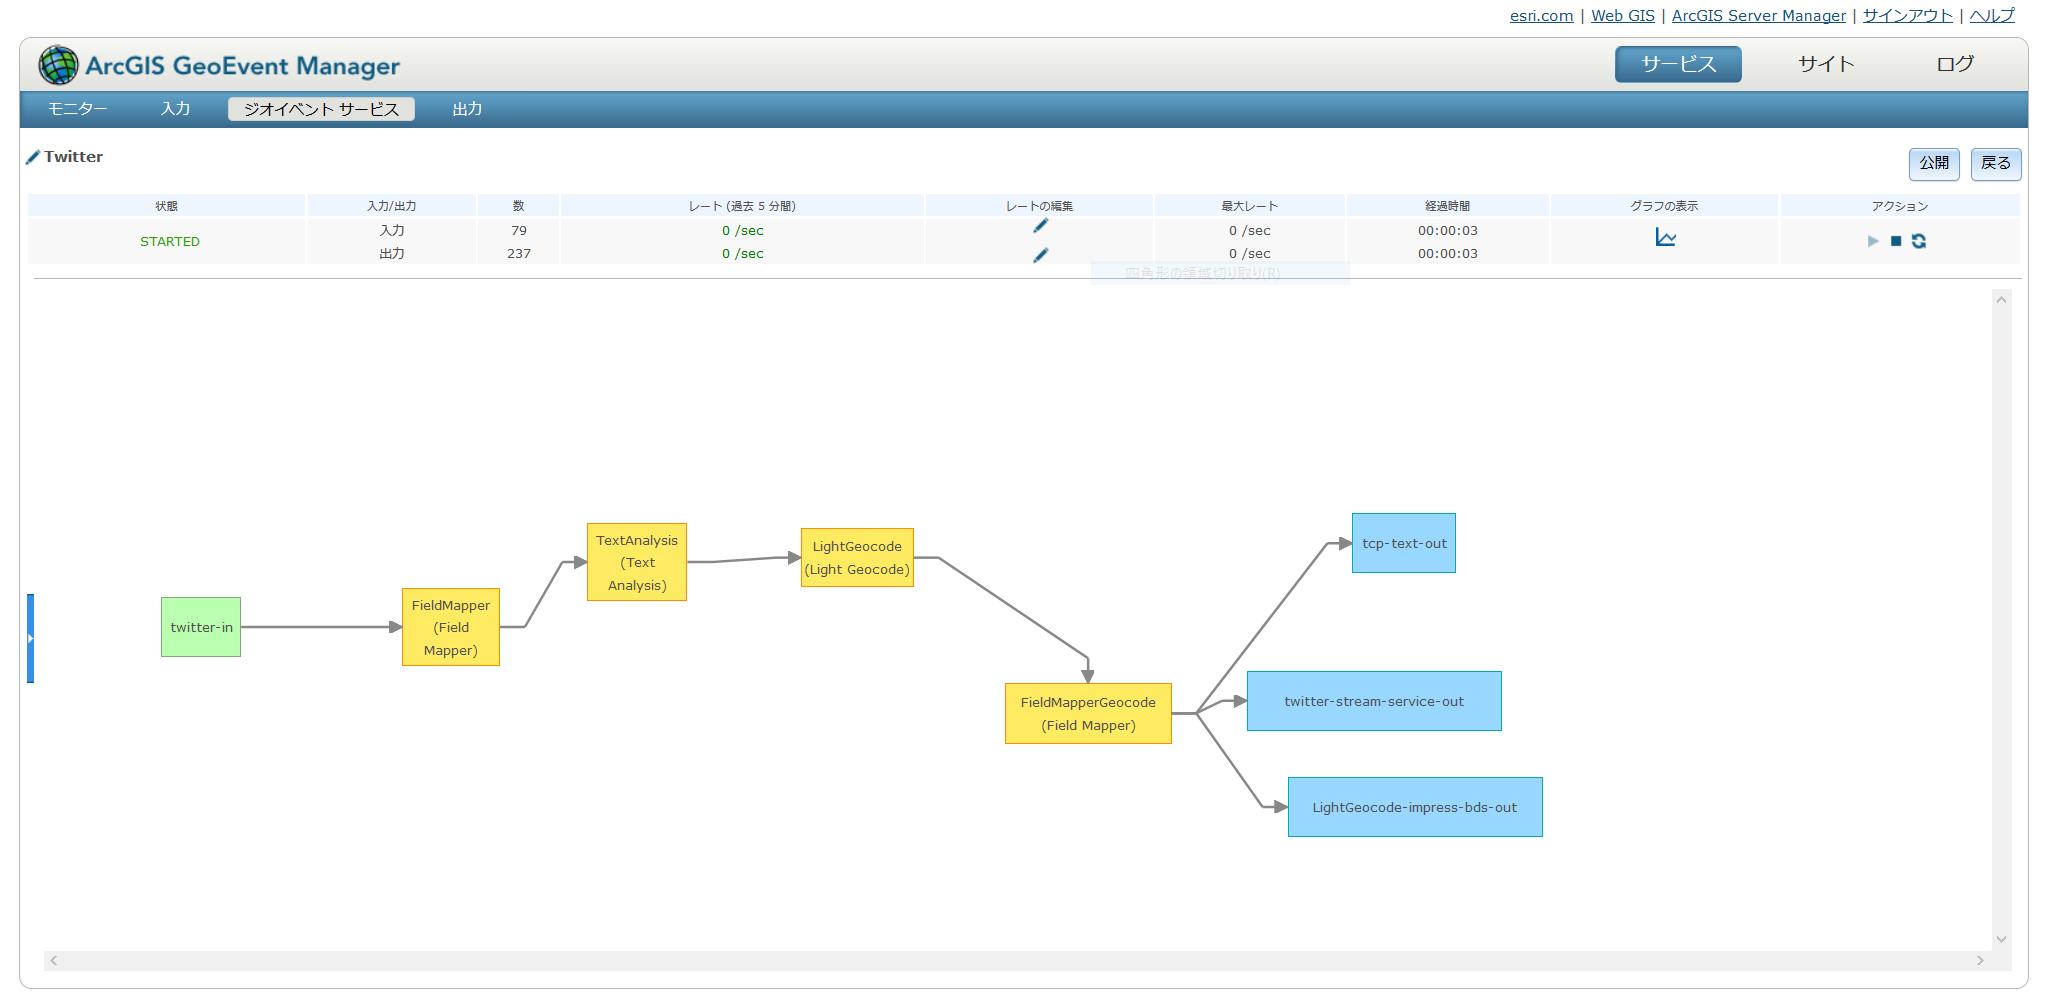 esri.com | Web GIS | ArcGIS Server Manager | サインアウト | ヘルプ
ArcGIS GeoEvent Manager
サービス サイト ログ
モニター 入力 ジオイベント サービス 出力
Twitter
公開 戻る
状態 入力/出力 数 レート (過去 5 分間) レートの編集 最大レート 経過時間 グラフの表示 アクション
STARTED
入力 79 0 /sec 0 /sec 00:00:03
出力 237 0 /sec 0 /sec 00:00:03
四角形の領域切り取り(R)
twitter-in
FieldMapper
(Field
Mapper)
TextAnalysis
(Text
Analysis)
LightGeocode
(Light Geocode)
FieldMapperGeocode
(Field Mapper)
tcp-text-out
twitter-stream-service-out
LightGeocode-impress-bds-out